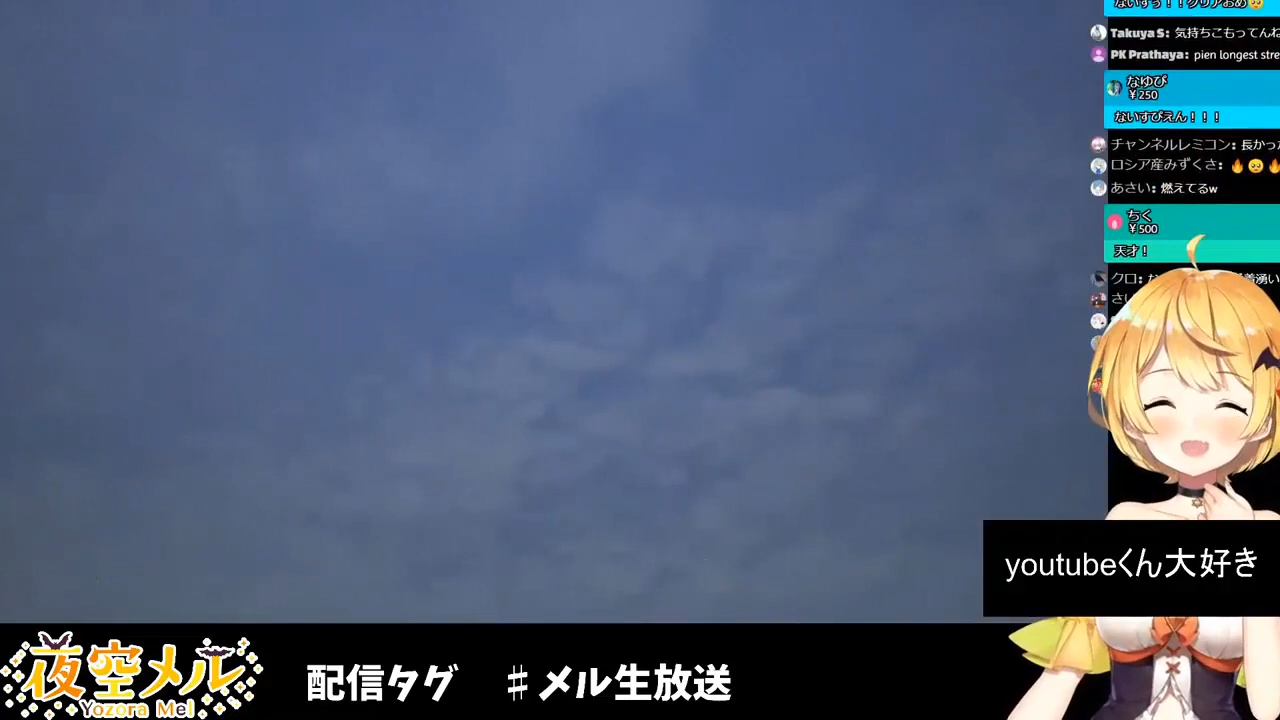 ないすぅ！！クリアおめ🥺
Takuya S: 気持ちこもってんね
PK Prathaya: pien longest stre
なゆぴ
￥250
ないすぴえん！！！
チャンネルレミコン: 長かっ
ロシア産みずくさ: 🔥🥺🔥
あさい: 燃えてるw
ちく
￥500
天才！
クロ:
さい
youtubeくん大好き
夜空メル
Yozora Mel
配信タグ ♯メル生放送